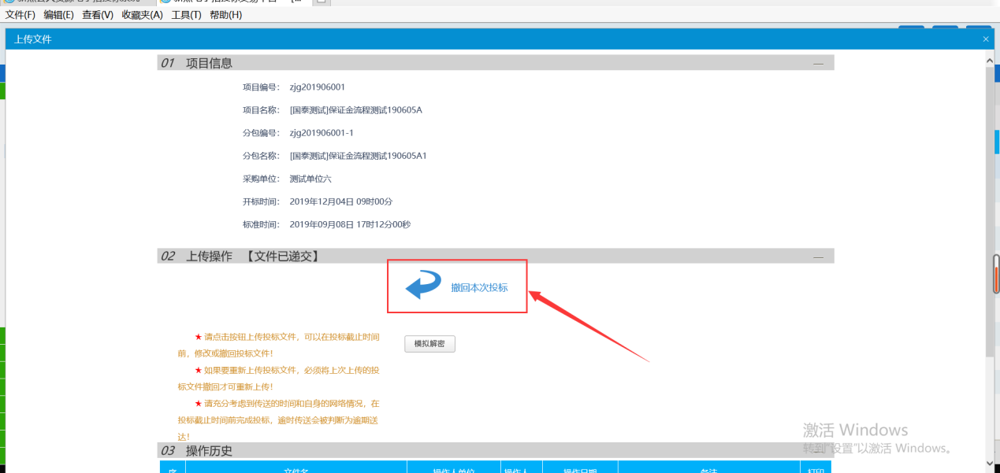 文件(F) 编辑(E) 查看(V) 收藏夹(A) 工具(T) 帮助(H)
上传文件 ×
01 项目信息
项目编号： zjg201906001
项目名称： [国泰测试]保证金流程测试190605A
分包编号： zjg201906001-1
分包名称： [国泰测试]保证金流程测试190605A1
采购单位： 测试单位六
开标时间： 2019年12月04日 09时00分
标准时间： 2019年09月08日 17时12分00秒
02 上传操作 【文件已递交】
撤回本次投标
★ 请点击按钮上传投标文件，可以在投标截止时间
前，修改或撤回投标文件！
模拟解密
★ 如果要重新上传投标文件，必须将上次上传的投
标文件撤回才可重新上传！
★ 请充分考虑到传送的时间和自身的网络情况，在
投标截止时间前完成投标，逾时传送会被判断为逾期送
达！
激活 Windows
转到"设置"以激活 Windows。
03 操作历史
序 文件名 操作人单位 操作人 操作日期 备注 打印